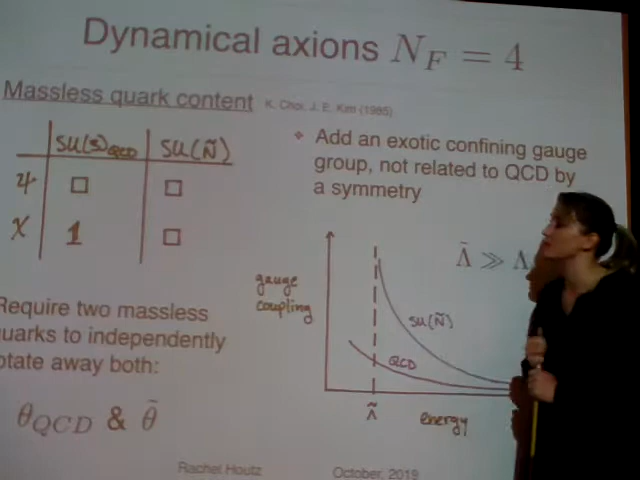 Dynamical axions N_F = 4
Massless quark content K. Choi, J. E. Kim (1985)
SU(3)QCD SU(Ñ)
ψ □ □
χ 1 □
Add an exotic confining gauge
group, not related to QCD by
a symmetry
Λ̃ ≫ Λ
gauge
coupling
SU(Ñ)
QCD
Λ̃
energy
Require two massless
quarks to independently
rotate away both:
θ_QCD & θ̃
Rachel Houtz October, 2019